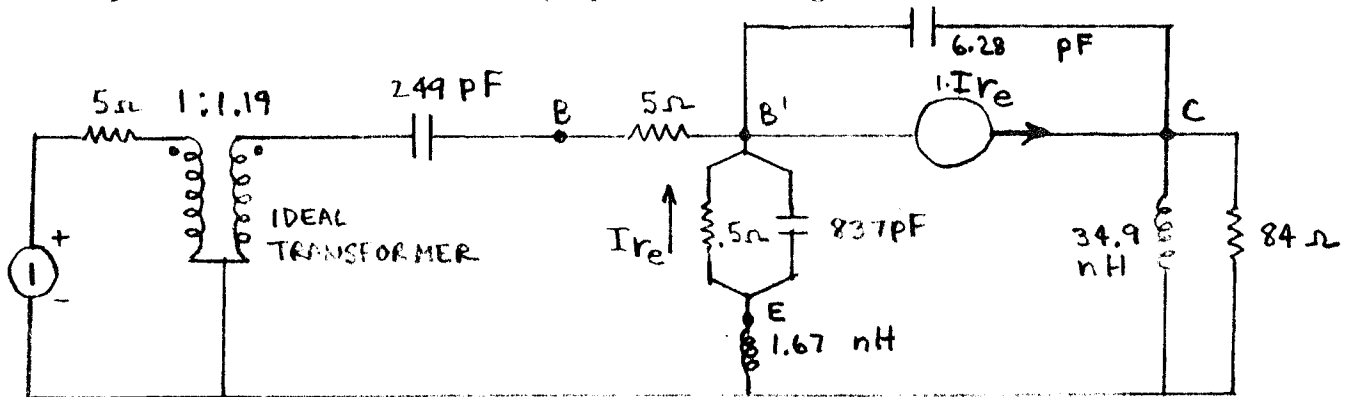 6.28 pF
1.Ire
C
5Ω 1:1.19
249 pF
B
5Ω
B'
IDEAL
TRANSFORMER
Ire
.5Ω
837pF
34.9
nH
84Ω
+
1
-
E
1.67 nH